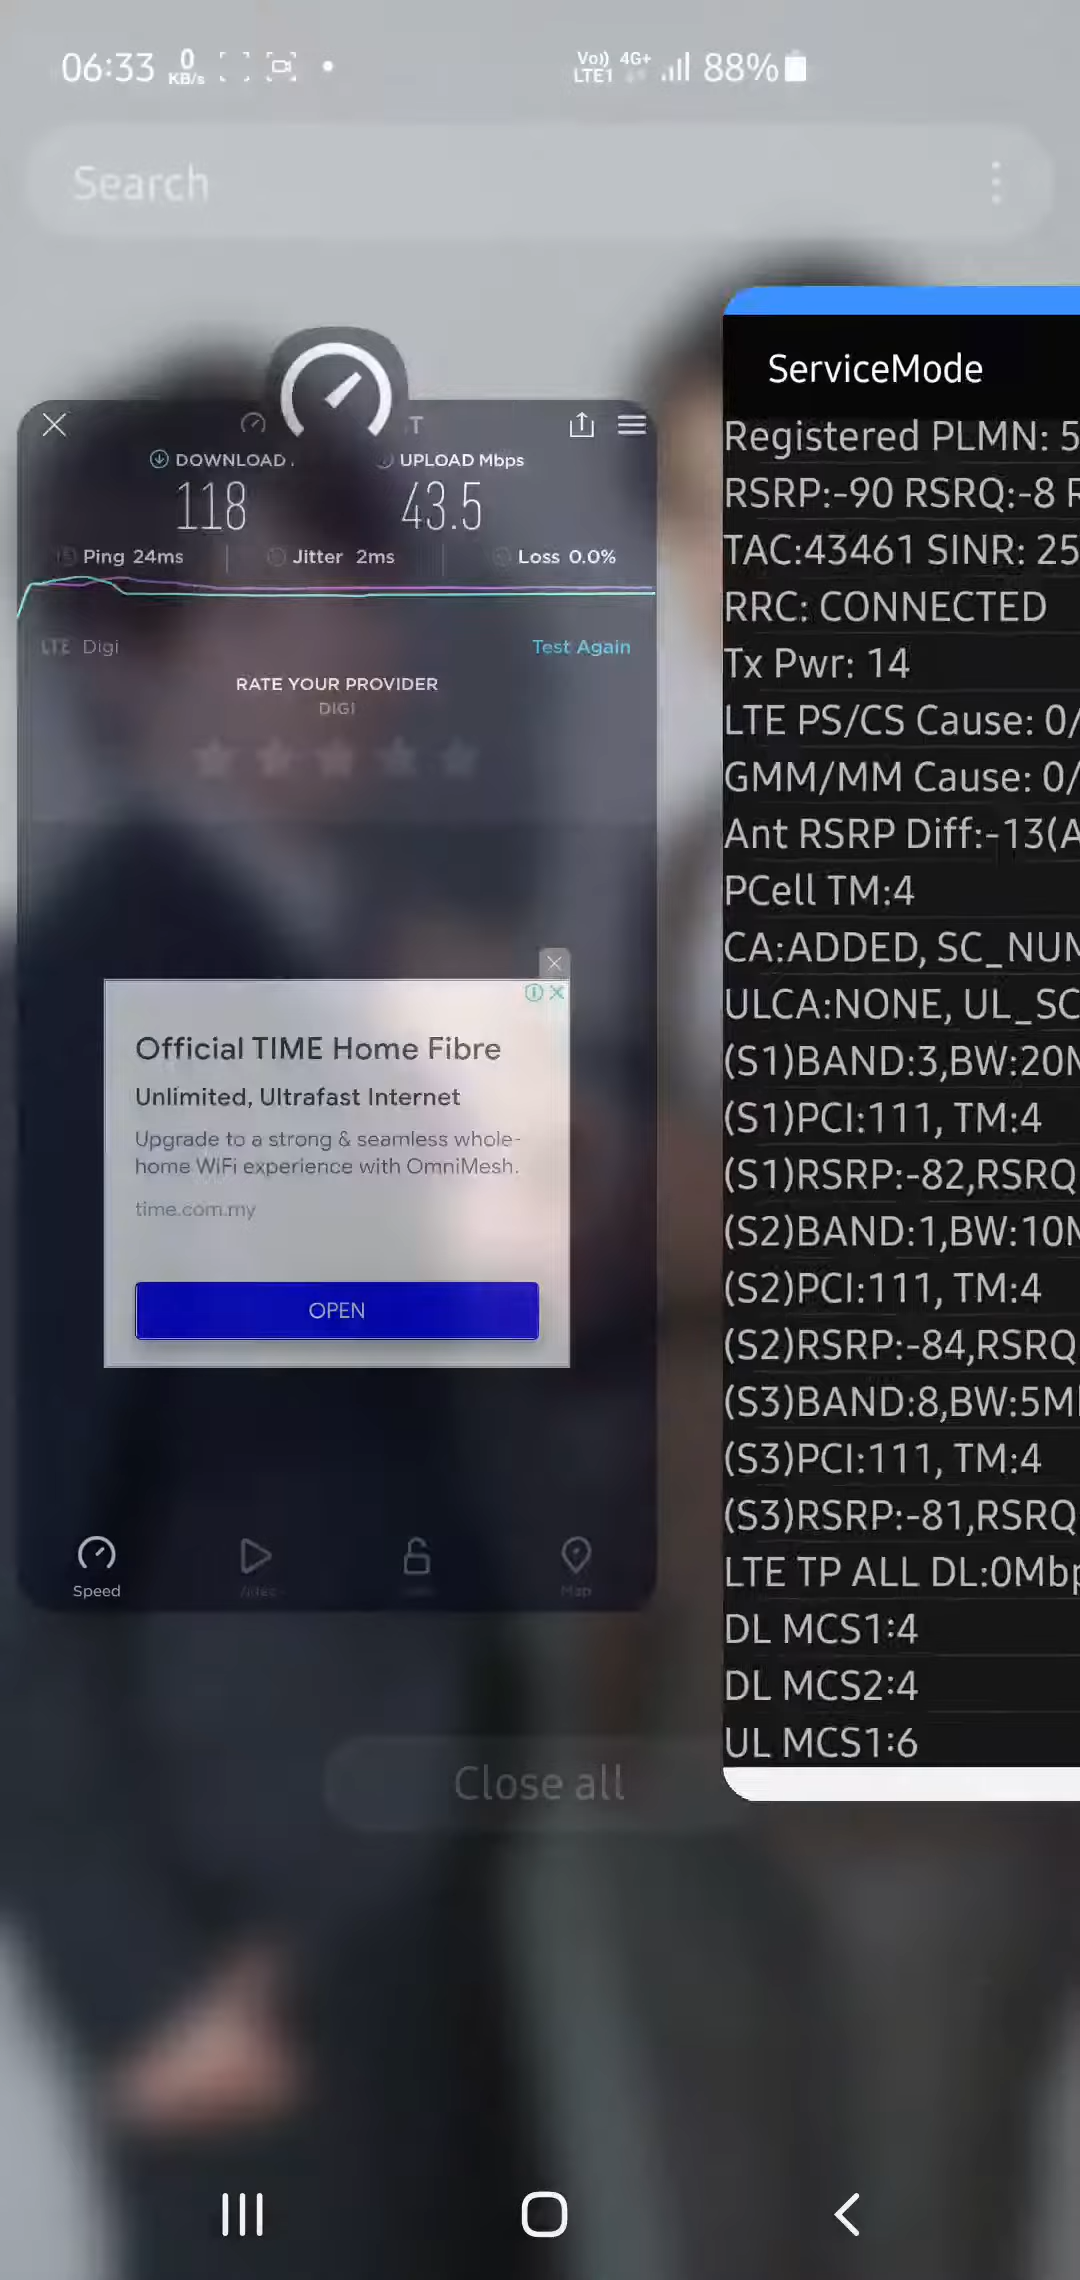 06:33 0 KB/s Vo)) LTE1 4G+ 88%
Search
T
DOWNLOAD
UPLOAD Mbps
118
43.5
Ping 24ms
Jitter 2ms
Loss 0.0%
LTE Digi
Test Again
RATE YOUR PROVIDER
DIGI
Official TIME Home Fibre
Unlimited, Ultrafast Internet
Upgrade to a strong & seamless whole-
home WiFi experience with OmniMesh.
time.com.my
OPEN
Speed
Video
Map
Close all
ServiceMode
Registered PLMN: 5
RSRP:-90 RSRQ:-8 R
TAC:43461 SINR: 25
RRC: CONNECTED
Tx Pwr: 14
LTE PS/CS Cause: 0/
GMM/MM Cause: 0/
Ant RSRP Diff:-13(A
PCell TM:4
CA:ADDED, SC_NUM
ULCA:NONE, UL_SC
(S1)BAND:3,BW:20M
(S1)PCI:111, TM:4
(S1)RSRP:-82,RSRQ
(S2)BAND:1,BW:10M
(S2)PCI:111, TM:4
(S2)RSRP:-84,RSRQ
(S3)BAND:8,BW:5M
(S3)PCI:111, TM:4
(S3)RSRP:-81,RSRQ
LTE TP ALL DL:0Mbp
DL MCS1:4
DL MCS2:4
UL MCS1:6